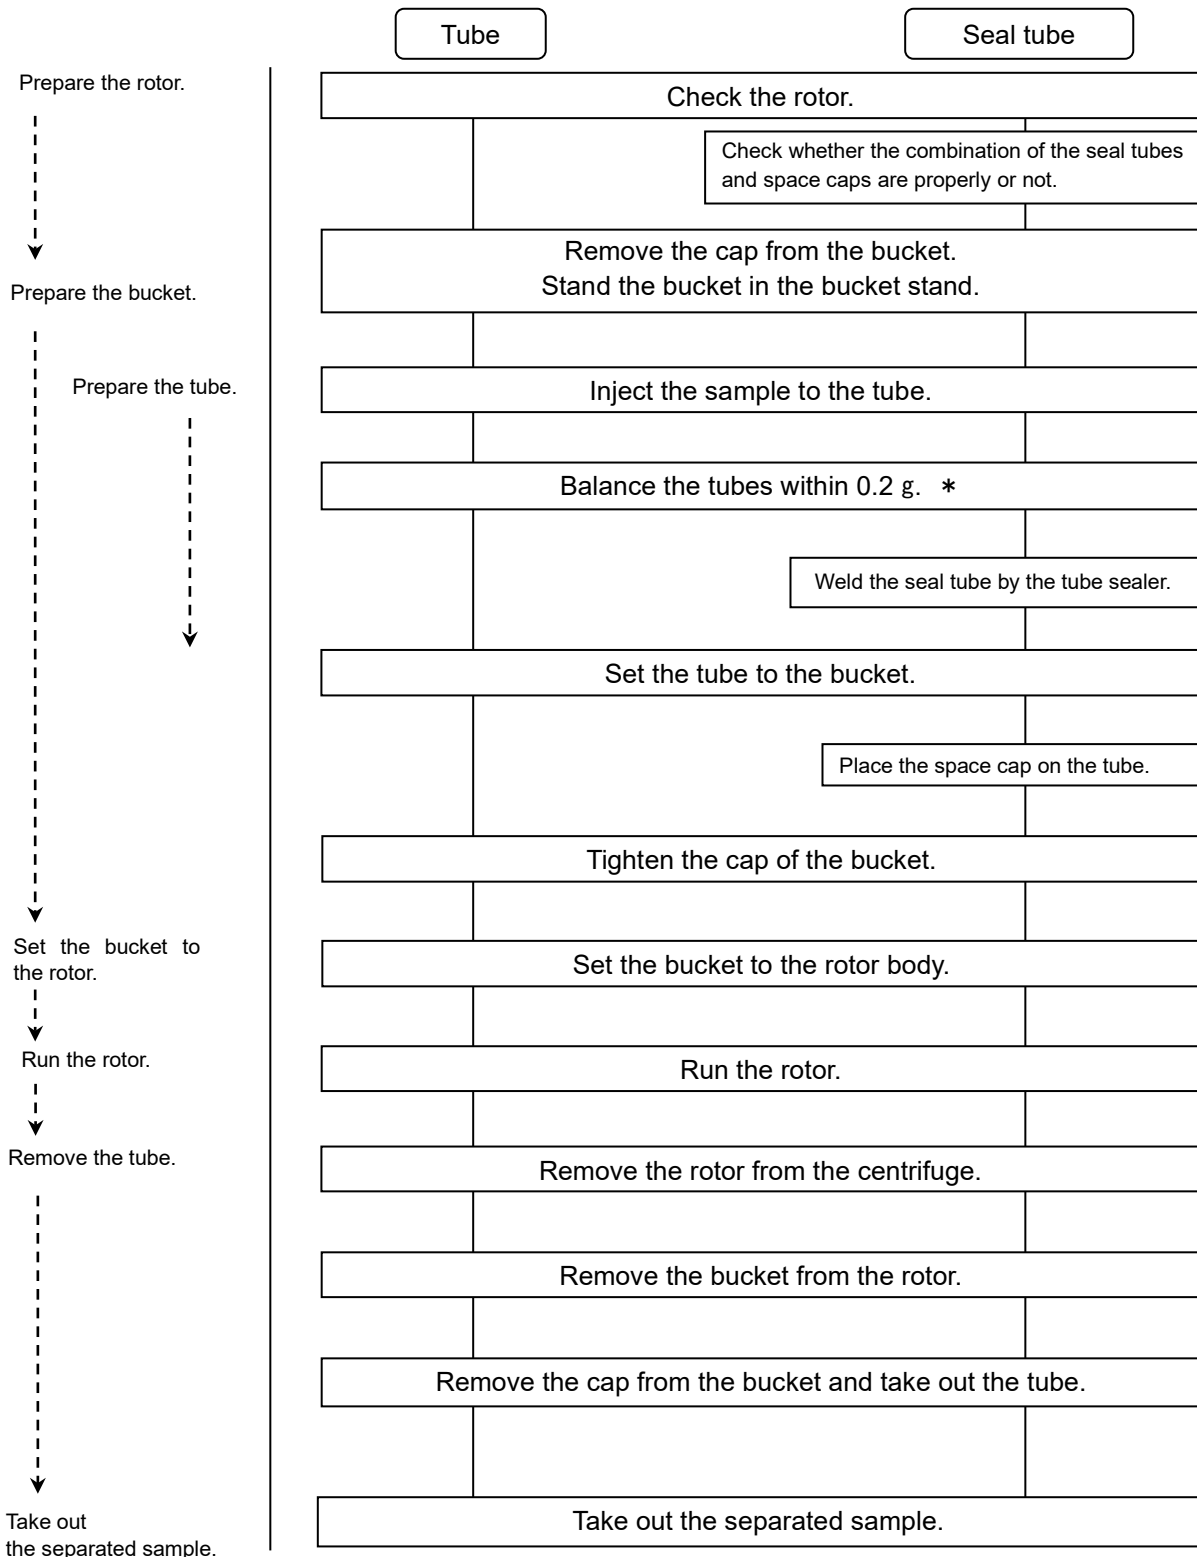 Tube
Seal tube
Prepare the rotor.
Check the rotor.
Check whether the combination of the seal tubes
and space caps are properly or not.
Remove the cap from the bucket.
Stand the bucket in the bucket stand.
Prepare the bucket.
Prepare the tube.
Inject the sample to the tube.
Balance the tubes within 0.2 g. *
Weld the seal tube by the tube sealer.
Set the tube to the bucket.
Place the space cap on the tube.
Tighten the cap of the bucket.
Set the bucket to
the rotor.
Set the bucket to the rotor body.
Run the rotor.
Run the rotor.
Remove the tube.
Remove the rotor from the centrifuge.
Remove the bucket from the rotor.
Remove the cap from the bucket and take out the tube.
Take out
the separated sample.
Take out the separated sample.